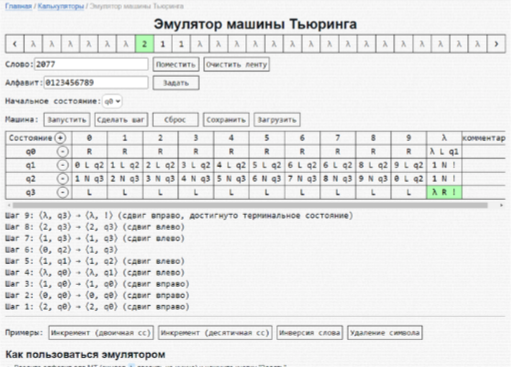 Главная / Калькуляторы / Эмулятор машины Тьюринга
Эмулятор машины Тьюринга
< λ λ λ λ λ λ 2 1 1 λ λ λ λ λ λ λ λ λ λ λ λ λ λ λ λ >
Слово: 2077 Поместить Очистить ленту
Алфавит: 0123456789 Задать
Начальное состояние: q0
Машина: Запустить Сделать шаг Сброс Сохранить Загрузить
Состояние + 0 1 2 3 4 5 6 7 8 9 λ комментар
q0 - R R R R R R R R R R λ L q1
q1 - 0 L q2 1 L q2 2 L q2 3 L q2 4 L q2 5 L q2 6 L q2 6 L q2 8 L q2 9 L q2 1 N !
q2 - 1 N q3 2 N q3 3 N q3 4 N q3 5 N q3 6 N q3 7 N q3 8 N q3 9 N q3 0 L q2 1 N !
q3 - L L L L L L L L L L λ R !
Шаг 9: (λ, q3) → (λ, !) (сдвиг вправо, достигнуто терминальное состояние)
Шаг 8: (2, q3) → (2, q3) (сдвиг влево)
Шаг 7: (1, q3) → (1, q3) (сдвиг влево)
Шаг 6: (0, q2) → (1, q3)
Шаг 5: (1, q1) → (1, q2) (сдвиг влево)
Шаг 4: (λ, q0) → (λ, q1) (сдвиг влево)
Шаг 3: (1, q0) → (1, q0) (сдвиг вправо)
Шаг 2: (0, q0) → (0, q0) (сдвиг вправо)
Шаг 1: (2, q0) → (2, q0) (сдвиг вправо)
Примеры: Инкремент (двоичная сс) Инкремент (десятичная сс) Инверсия слова Удаление символа
Как пользоваться эмулятором